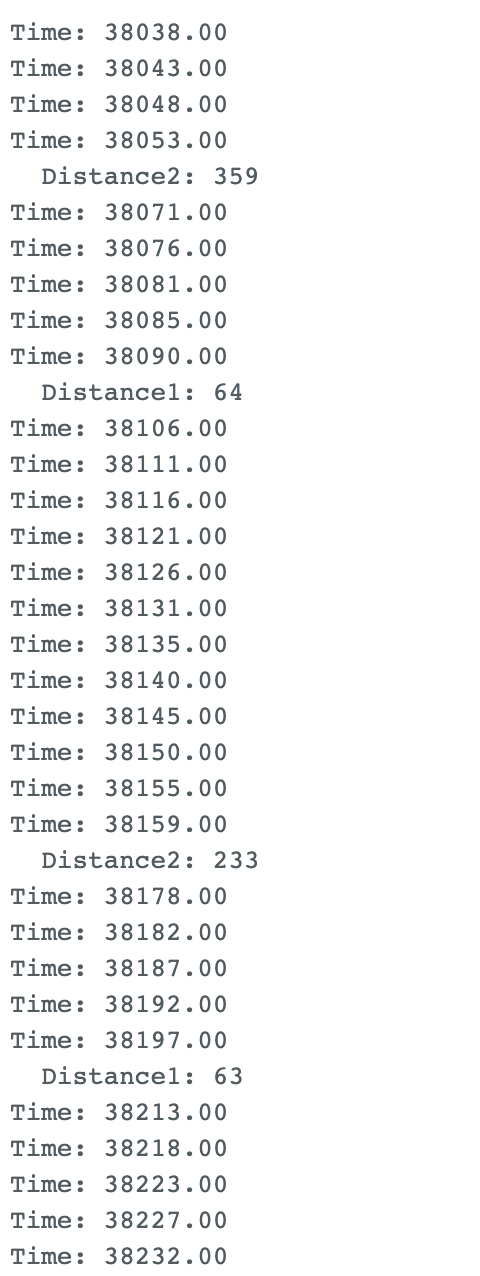 Time: 38038.00
Time: 38043.00
Time: 38048.00
Time: 38053.00
Distance2: 359
Time: 38071.00
Time: 38076.00
Time: 38081.00
Time: 38085.00
Time: 38090.00
Distance1: 64
Time: 38106.00
Time: 38111.00
Time: 38116.00
Time: 38121.00
Time: 38126.00
Time: 38131.00
Time: 38135.00
Time: 38140.00
Time: 38145.00
Time: 38150.00
Time: 38155.00
Time: 38159.00
Distance2: 233
Time: 38178.00
Time: 38182.00
Time: 38187.00
Time: 38192.00
Time: 38197.00
Distance1: 63
Time: 38213.00
Time: 38218.00
Time: 38223.00
Time: 38227.00
Time: 38232.00